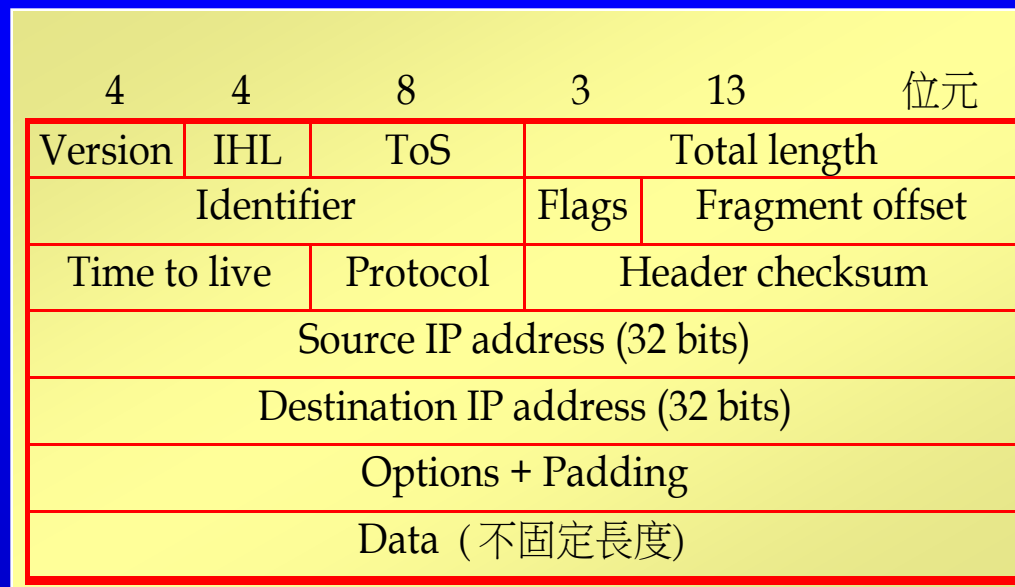 4 4 8 3 13 位元
Version IHL ToS Total length
Identifier Flags Fragment offset
Time to live Protocol Header checksum
Source IP address (32 bits)
Destination IP address (32 bits)
Options + Padding
Data (不固定長度)